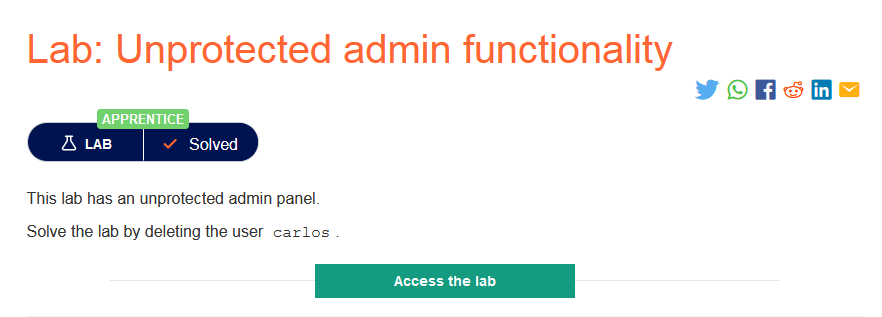 Lab: Unprotected admin functionality
APPRENTICE
LAB Solved
This lab has an unprotected admin panel.
Solve the lab by deleting the user carlos .
Access the lab